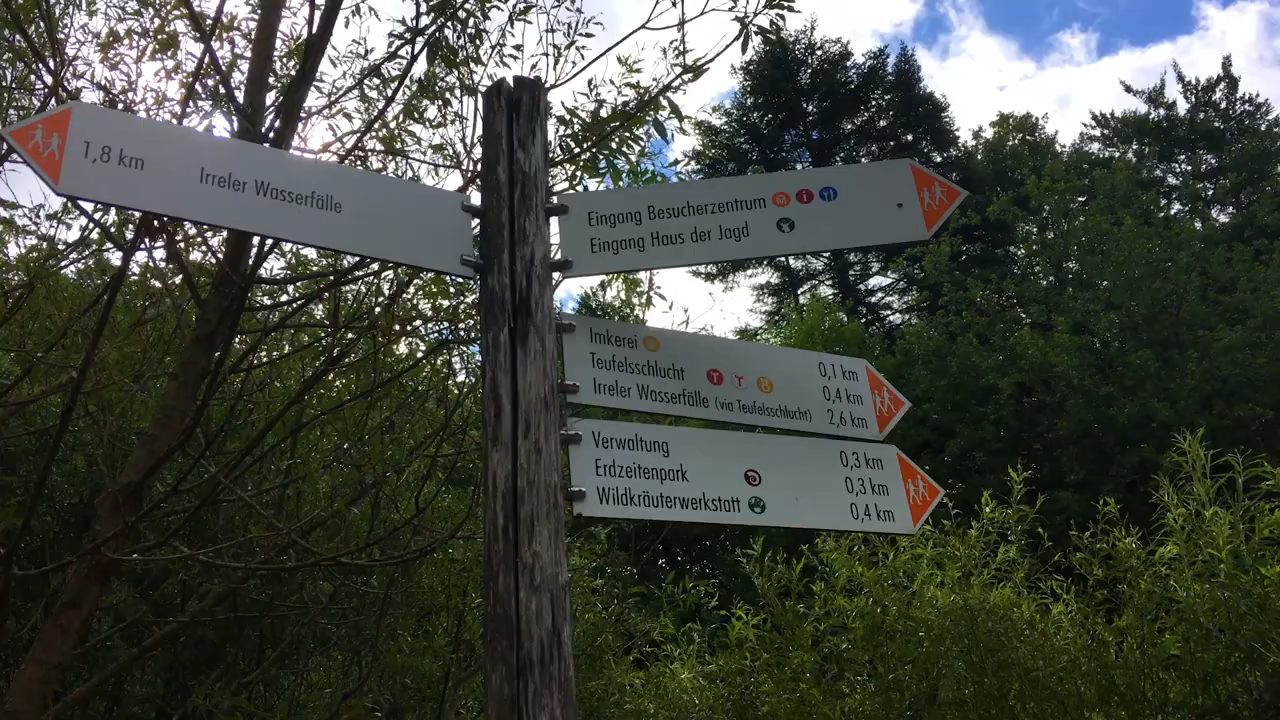 1,8 km Irreler Wasserfälle
Eingang Besucherzentrum M i
Eingang Haus der Jagd
Imkerei 0,1 km
Teufelsschlucht T T B 0,4 km
Irreler Wasserfälle (via Teufelsschlucht) 2,6 km
Verwaltung 0,3 km
Erdzeitenpark 0,3 km
Wildkräuterwerkstatt 0,4 km